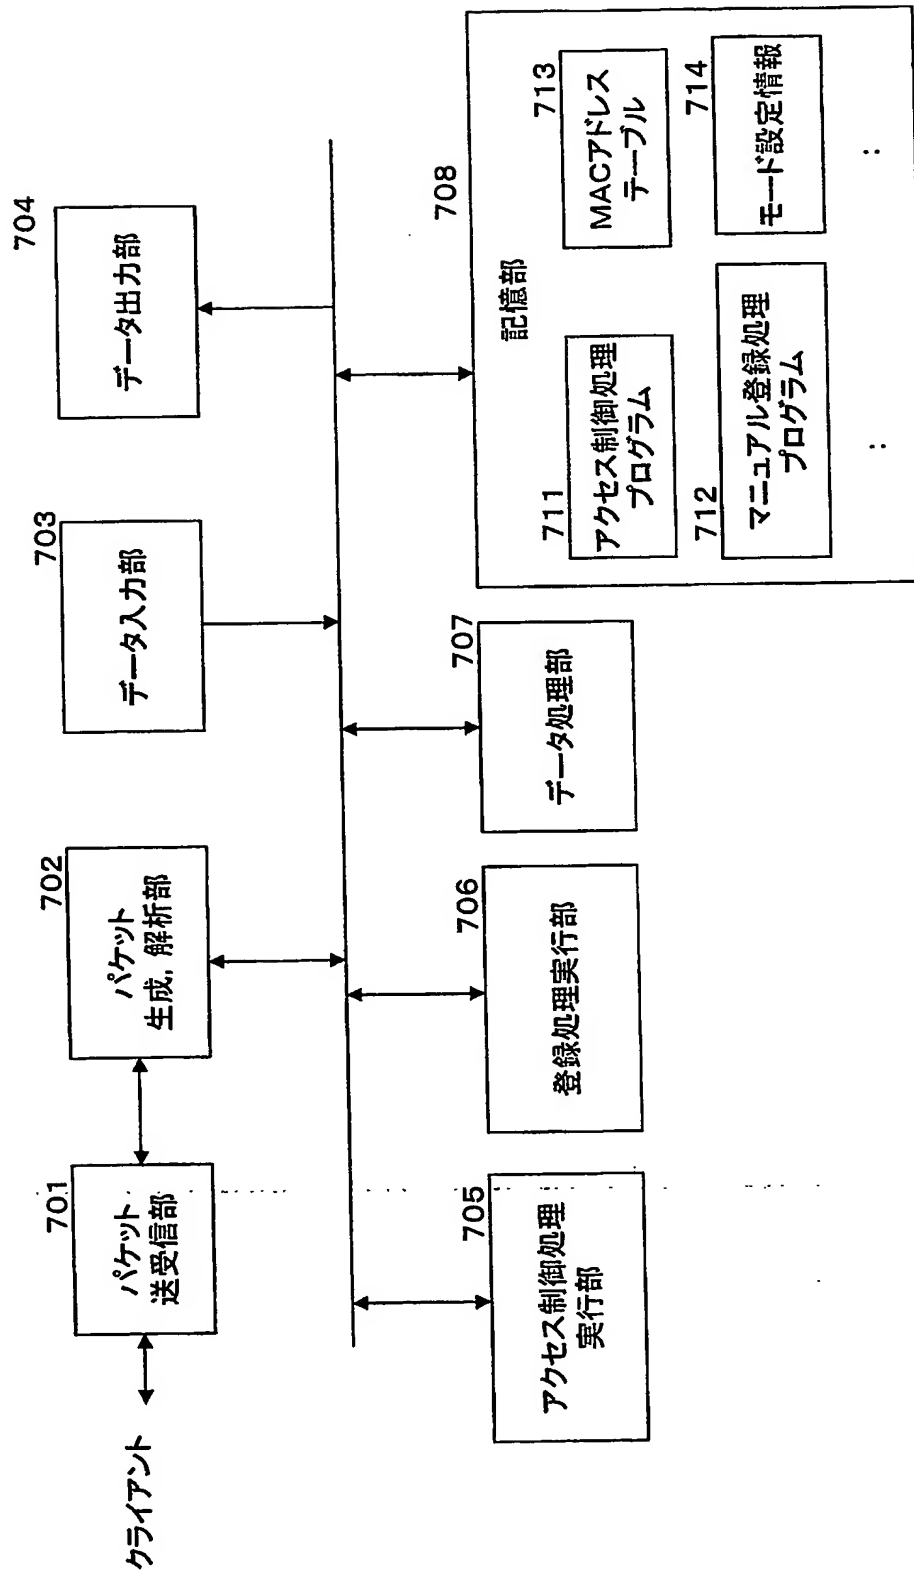 クライアント
701
パケット
送受信部
702
パケット
生成, 解析部
703
データ入力部
704
データ出力部
705
アクセス制御処理
実行部
706
登録処理実行部
707
データ処理部
708
記憶部
711
アクセス制御処理
プログラム
713
MACアドレス
テーブル
712
マニュアル登録処理
プログラム
714
モード設定情報
:
: